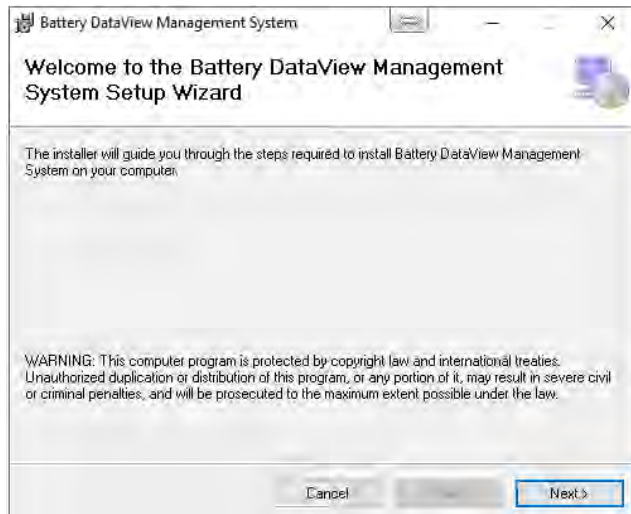 Battery DataView Management System
Welcome to the Battery DataView Management
System Setup Wizard
The installer will guide you through the steps required to install Battery DataView Management
System on your computer.
WARNING: This computer program is protected by copyright law and international treaties.
Unauthorized duplication or distribution of this program, or any portion of it, may result in severe civil
or criminal penalties, and will be prosecuted to the maximum extent possible under the law.
Cancel
Next >